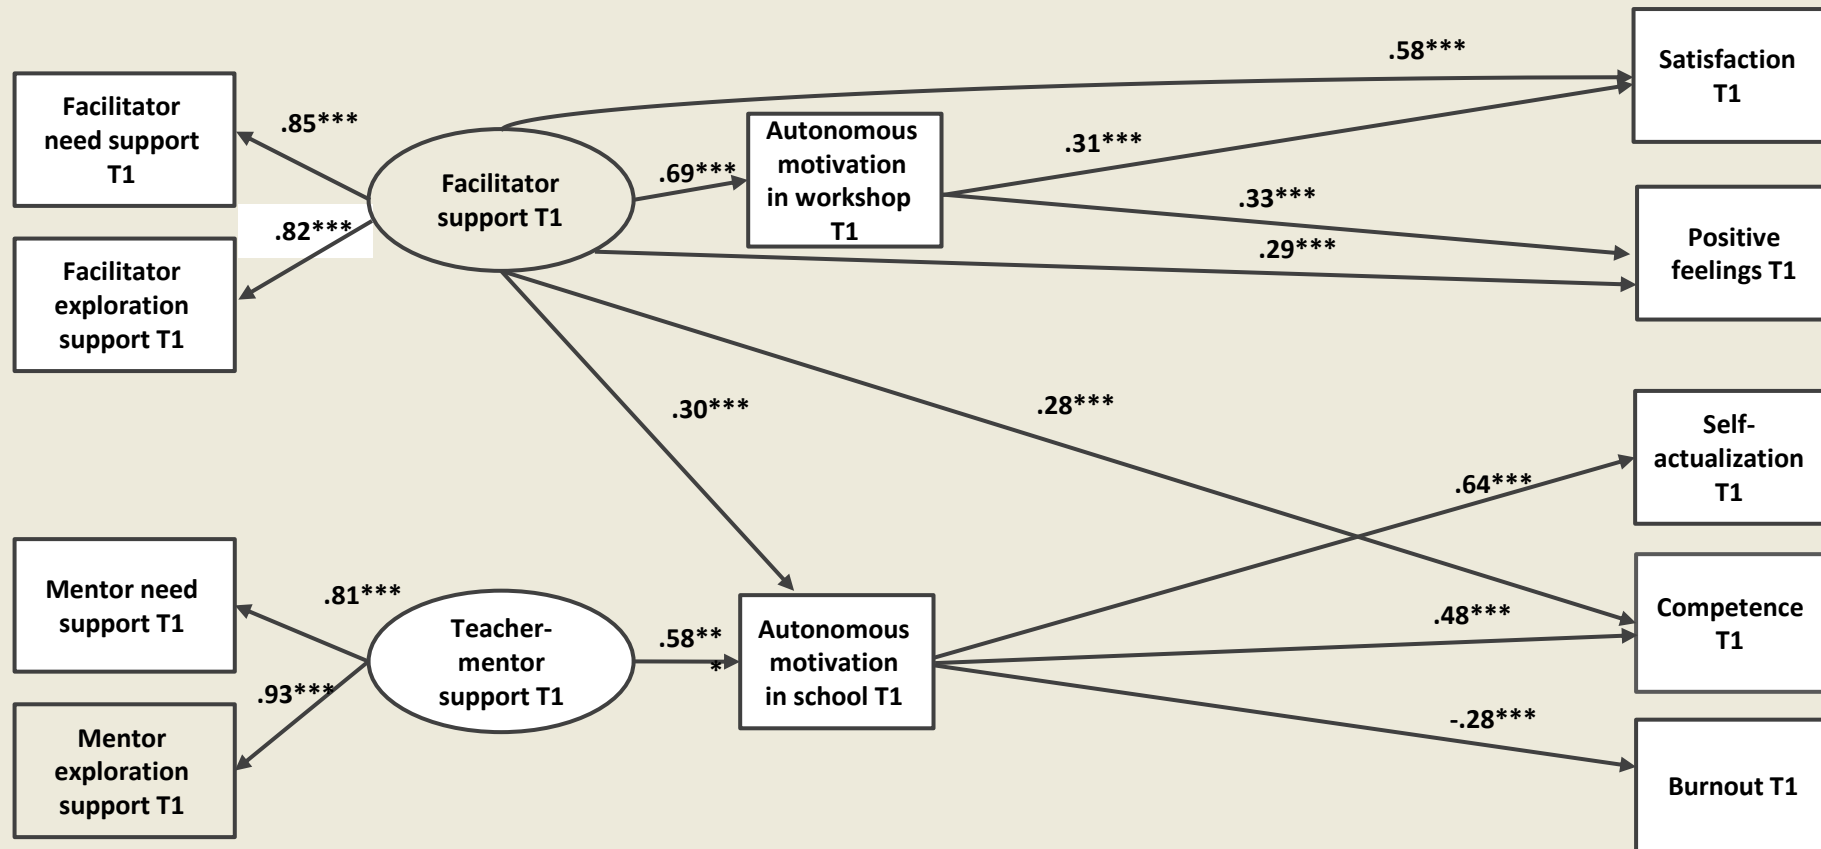 Facilitator
need support
T1
Facilitator
exploration
support T1
Mentor need
support T1
Mentor
exploration
support T1
.85***
.82***
.81***
.93***
Facilitator
support T1
Teacher-
mentor
support T1
.69***
.30***
.58**
*
Autonomous
motivation
in workshop
T1
Autonomous
motivation
in school T1
.58***
.31***
.33***
.29***
.28***
.64***
.48***
-.28***
Satisfaction
T1
Positive
feelings T1
Self-
actualization
T1
Competence
T1
Burnout T1